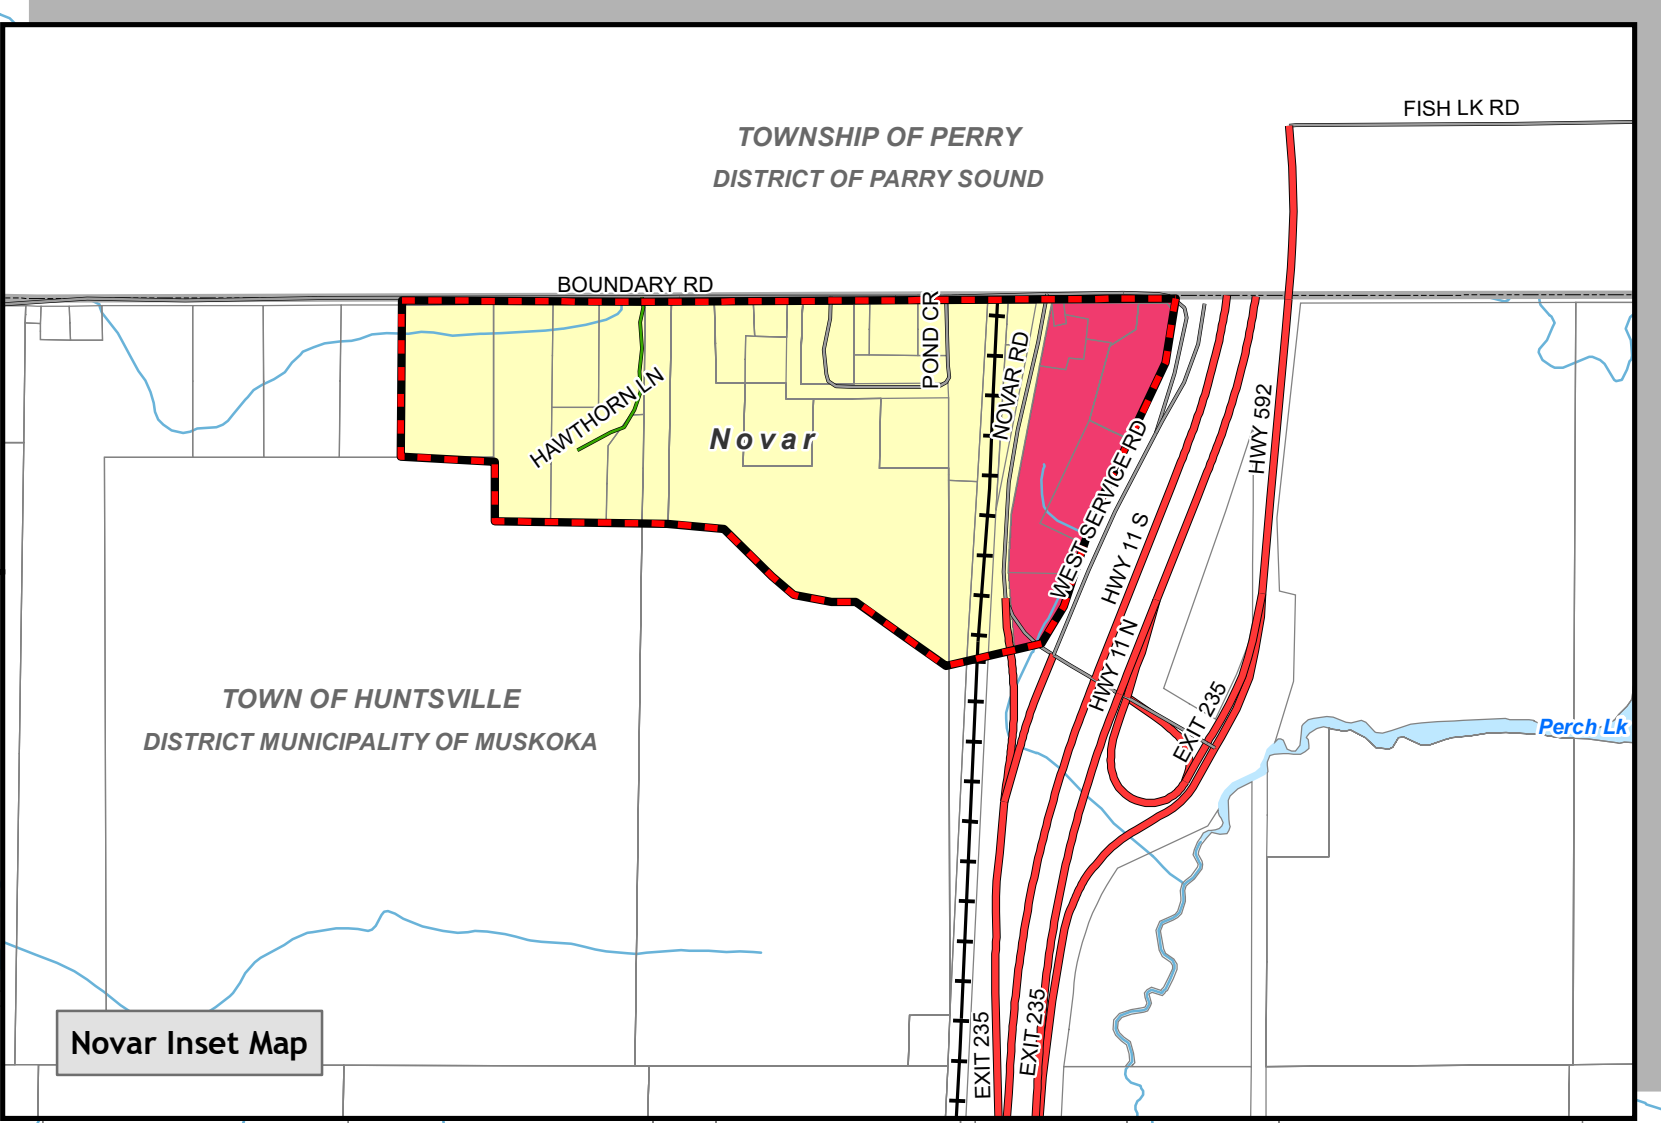 FISH LK RD
TOWNSHIP OF PERRY
DISTRICT OF PARRY SOUND
BOUNDARY RD
POND CR
NOVAR RD
HAWTHORN LN
Novar
HWY 592
WEST SERVICE RD
HWY 11 S
HWY 11 N
EXIT 235
TOWN OF HUNTSVILLE
DISTRICT MUNICIPALITY OF MUSKOKA
Perch Lk
EXIT 235
EXIT 235
Novar Inset Map